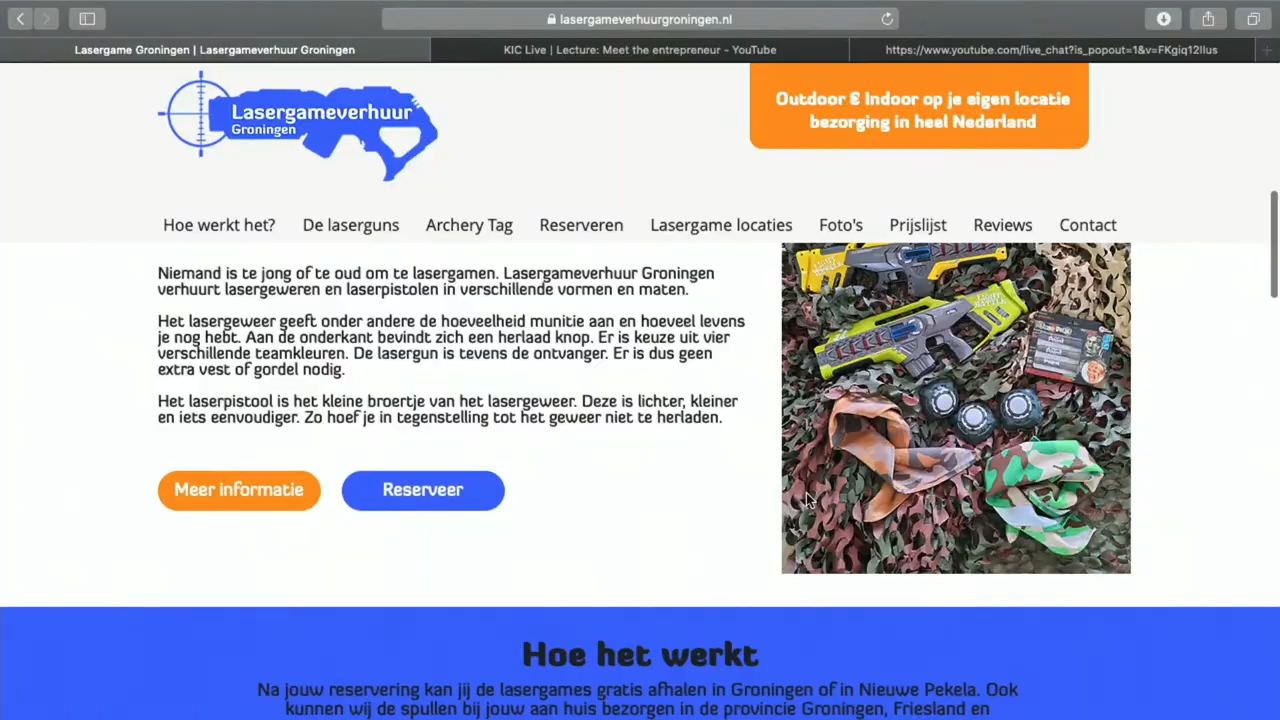 lasergameverhuurgroningen.nl
Lasergame Groningen | Lasergameverhuur Groningen
KIC Live | Lecture: Meet the entrepreneur - YouTube
https://www.youtube.com/live_chat?is_popout=1&v=FKgiq12IIus
Lasergameverhuur
Groningen
Outdoor & Indoor op je eigen locatie
bezorging in heel Nederland
Hoe werkt het?
De laserguns
Archery Tag
Reserveren
Lasergame locaties
Foto's
Prijslijst
Reviews
Contact
Niemand is te jong of te oud om te lasergamen. Lasergameverhuur Groningen
verhuurt lasergeweren en laserpistolen in verschillende vormen en maten.
Het lasergeweer geeft onder andere de hoeveelheid munitie aan en hoeveel levens
je nog hebt. Aan de onderkant bevindt zich een herlaad knop. Er is keuze uit vier
verschillende teamkleuren. De lasergun is tevens de ontvanger. Er is dus geen
extra vest of gordel nodig.
Het laserpistool is het kleine broertje van het lasergeweer. Deze is lichter, kleiner
en iets eenvoudiger. Zo hoef je in tegenstelling tot het geweer niet te herladen.
Meer informatie
Reserveer
Hoe het werkt
Na jouw reservering kan jij de lasergames gratis afhalen in Groningen of in Nieuwe Pekela. Ook
kunnen wij de spullen bij jouw aan huis bezorgen in de provincie Groningen, Friesland en